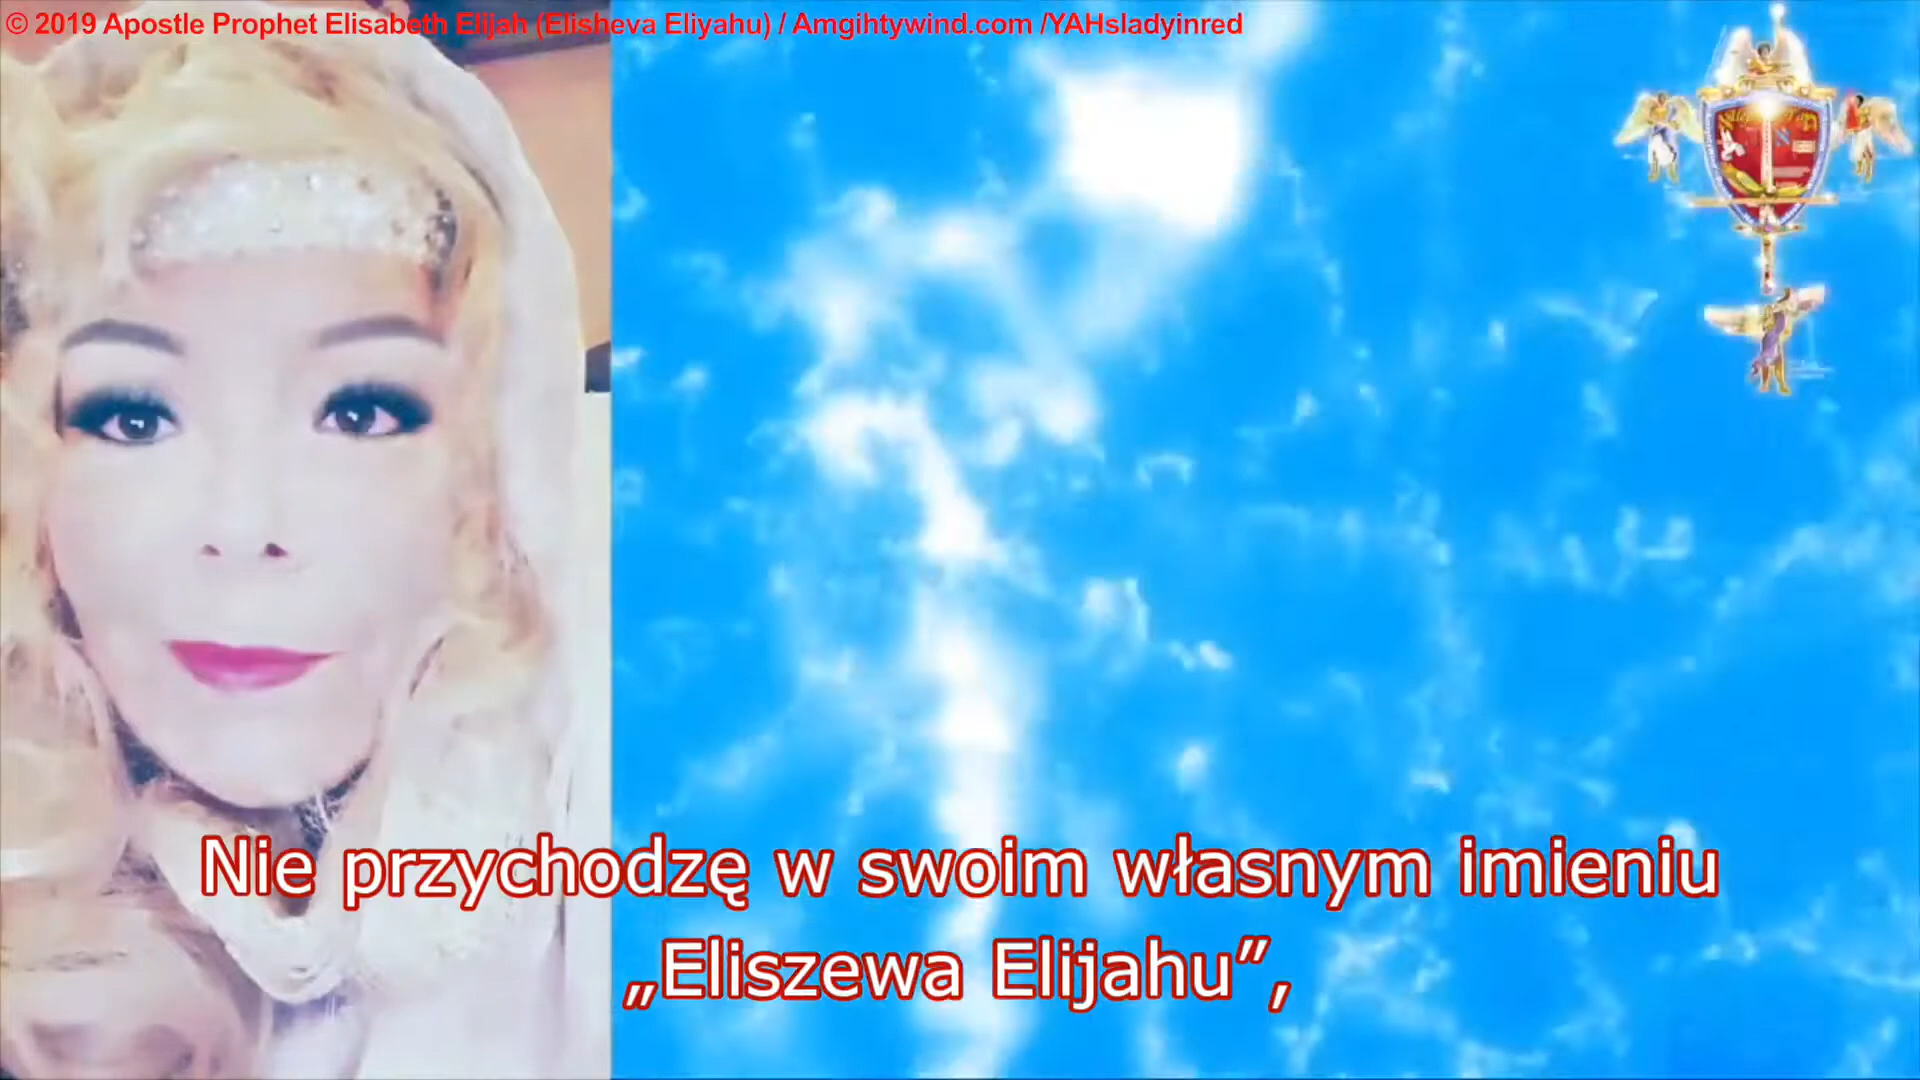 © 2019 Apostle Prophet Elisabeth Elijah (Elisheva Eliyahu) / Amgihtywind.com /YAHsladyinred
Nie przychodzę w swoim własnym imieniu
„Eliszewa Elijahu”,